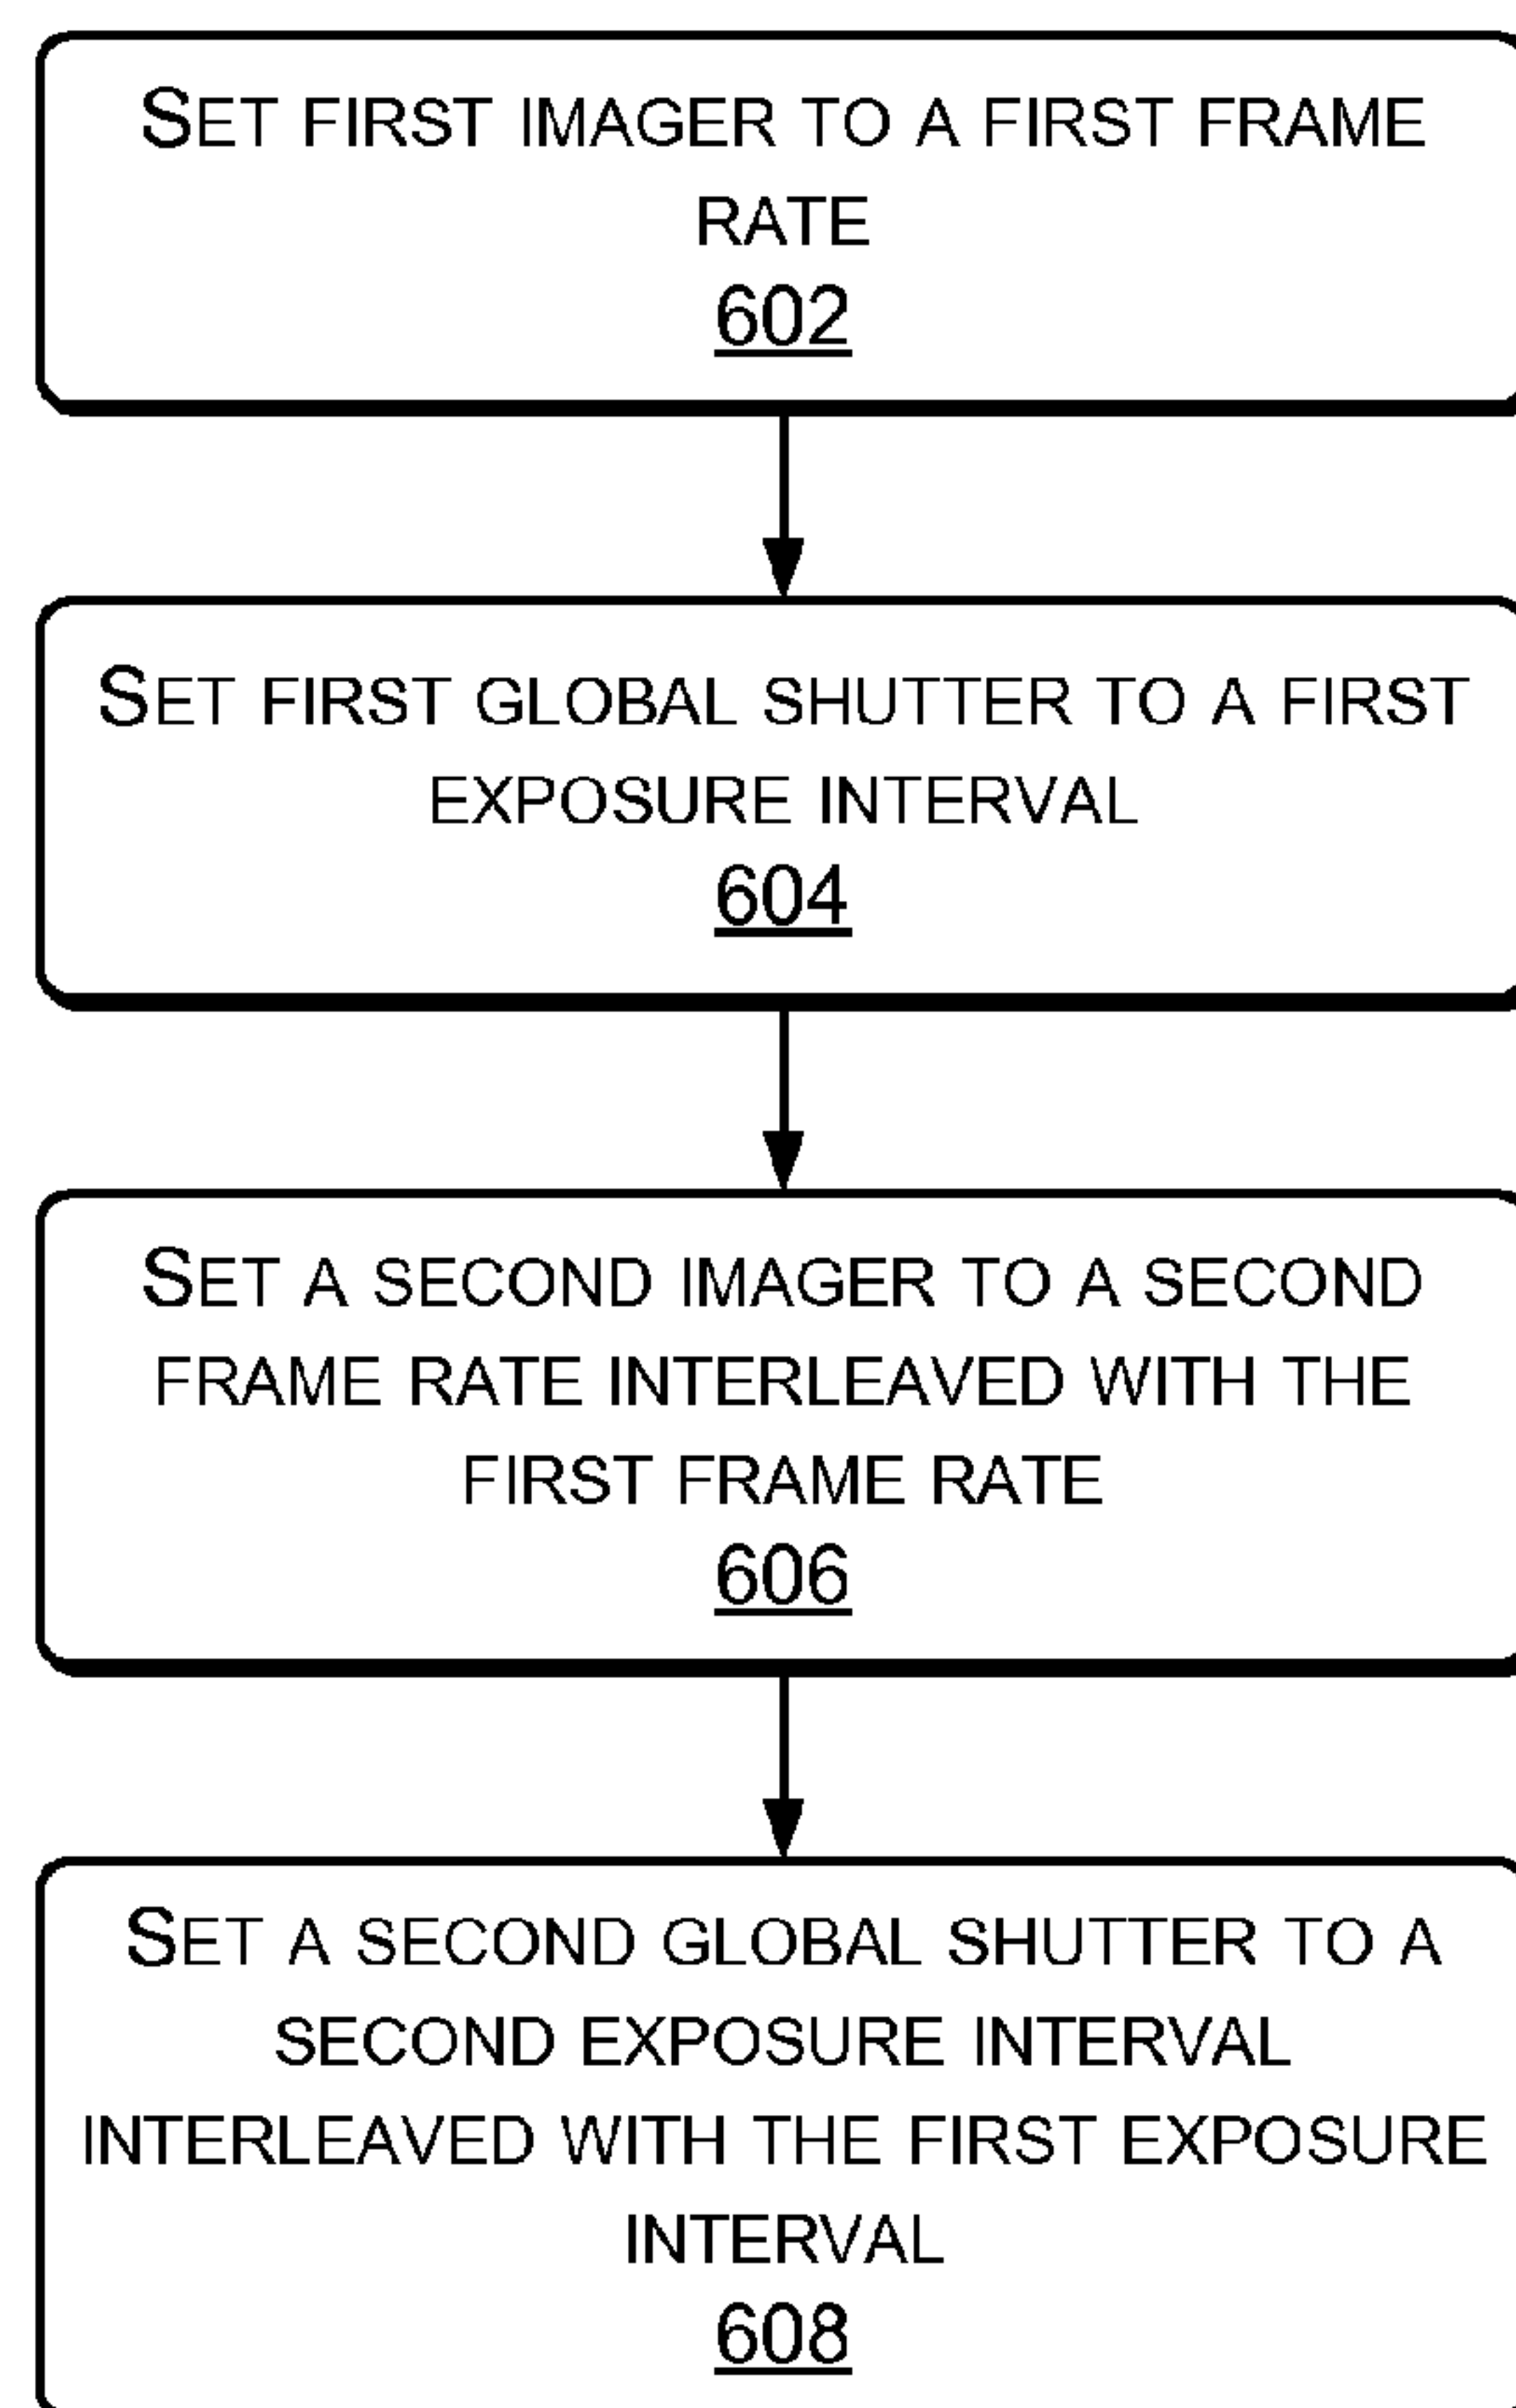 SET FIRST IMAGER TO A FIRST FRAME
RATE
602
SET FIRST GLOBAL SHUTTER TO A FIRST
EXPOSURE INTERVAL
604
SET A SECOND IMAGER TO A SECOND
FRAME RATE INTERLEAVED WITH THE
FIRST FRAME RATE
606
SET A SECOND GLOBAL SHUTTER TO A
SECOND EXPOSURE INTERVAL
INTERLEAVED WITH THE FIRST EXPOSURE
INTERVAL
608